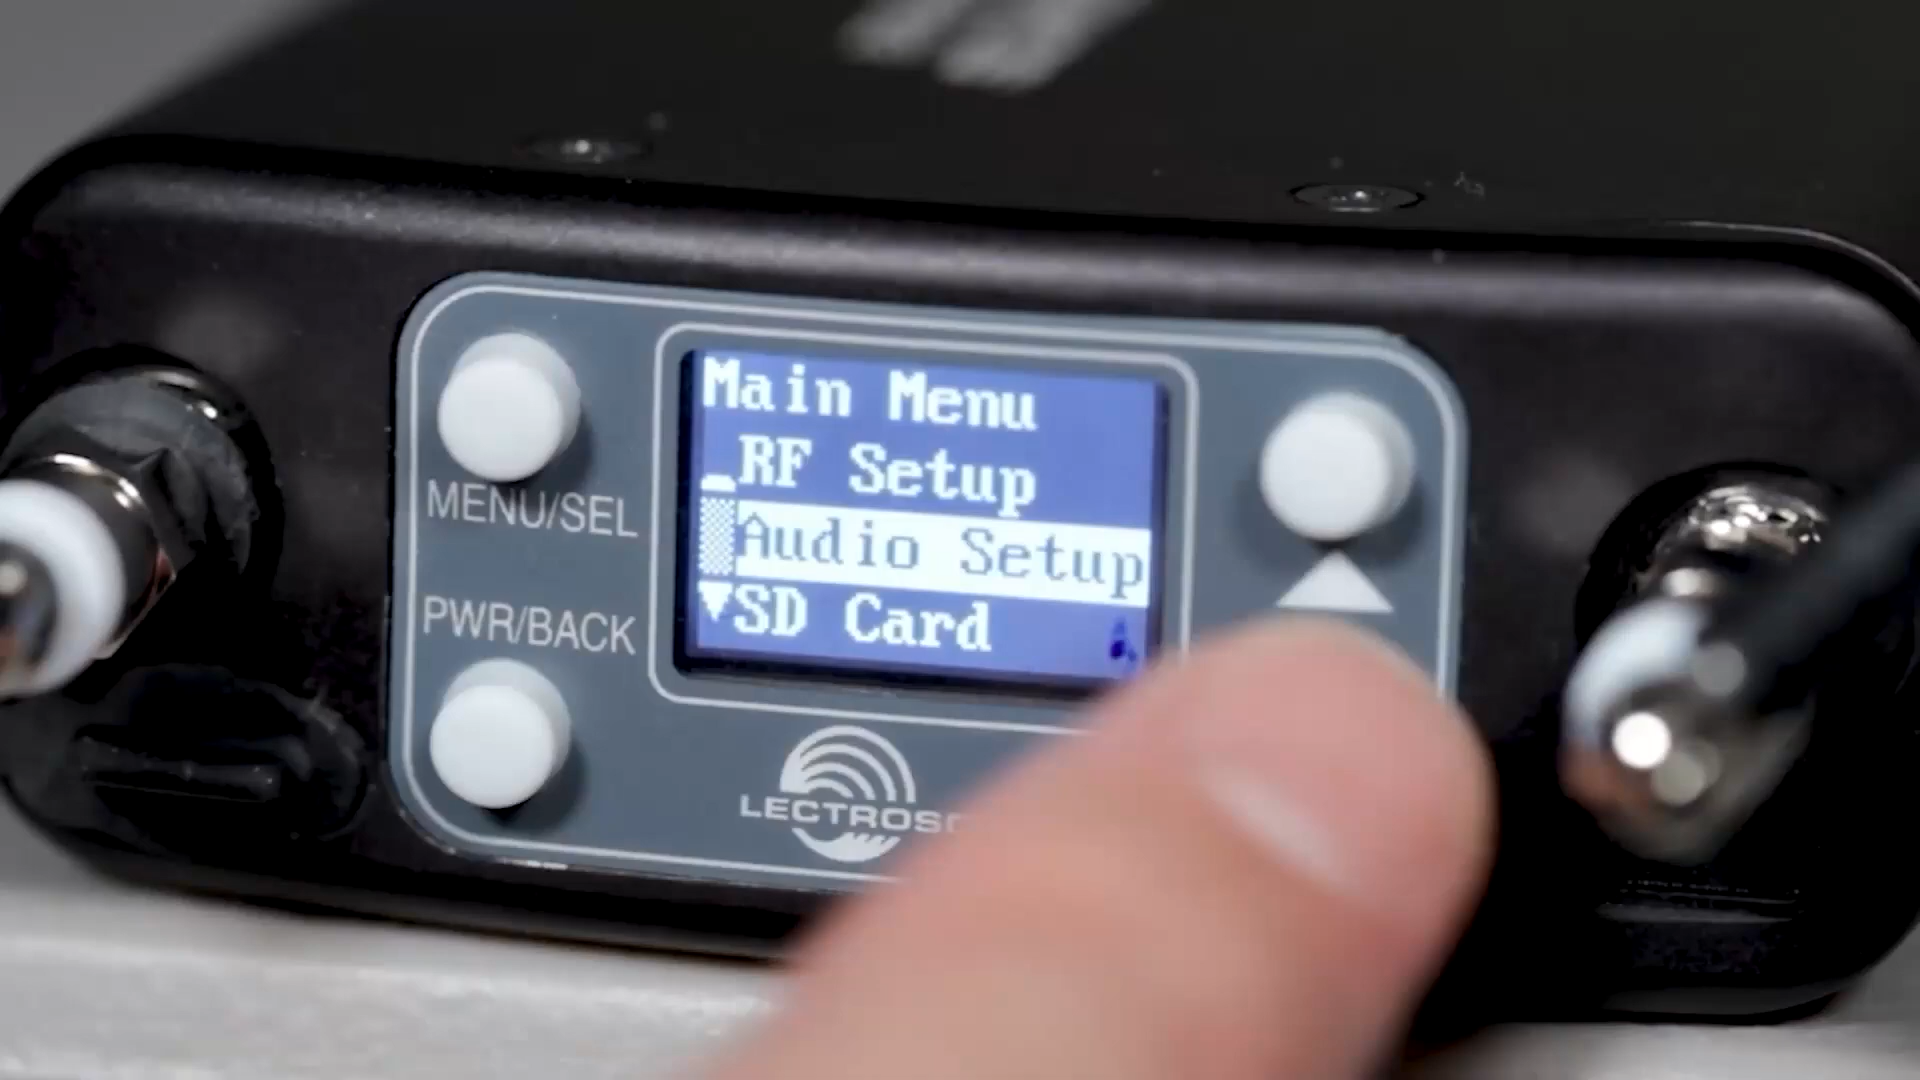 Main Menu
RF Setup
Audio Setup
SD Card
MENU/SEL
PWR/BACK